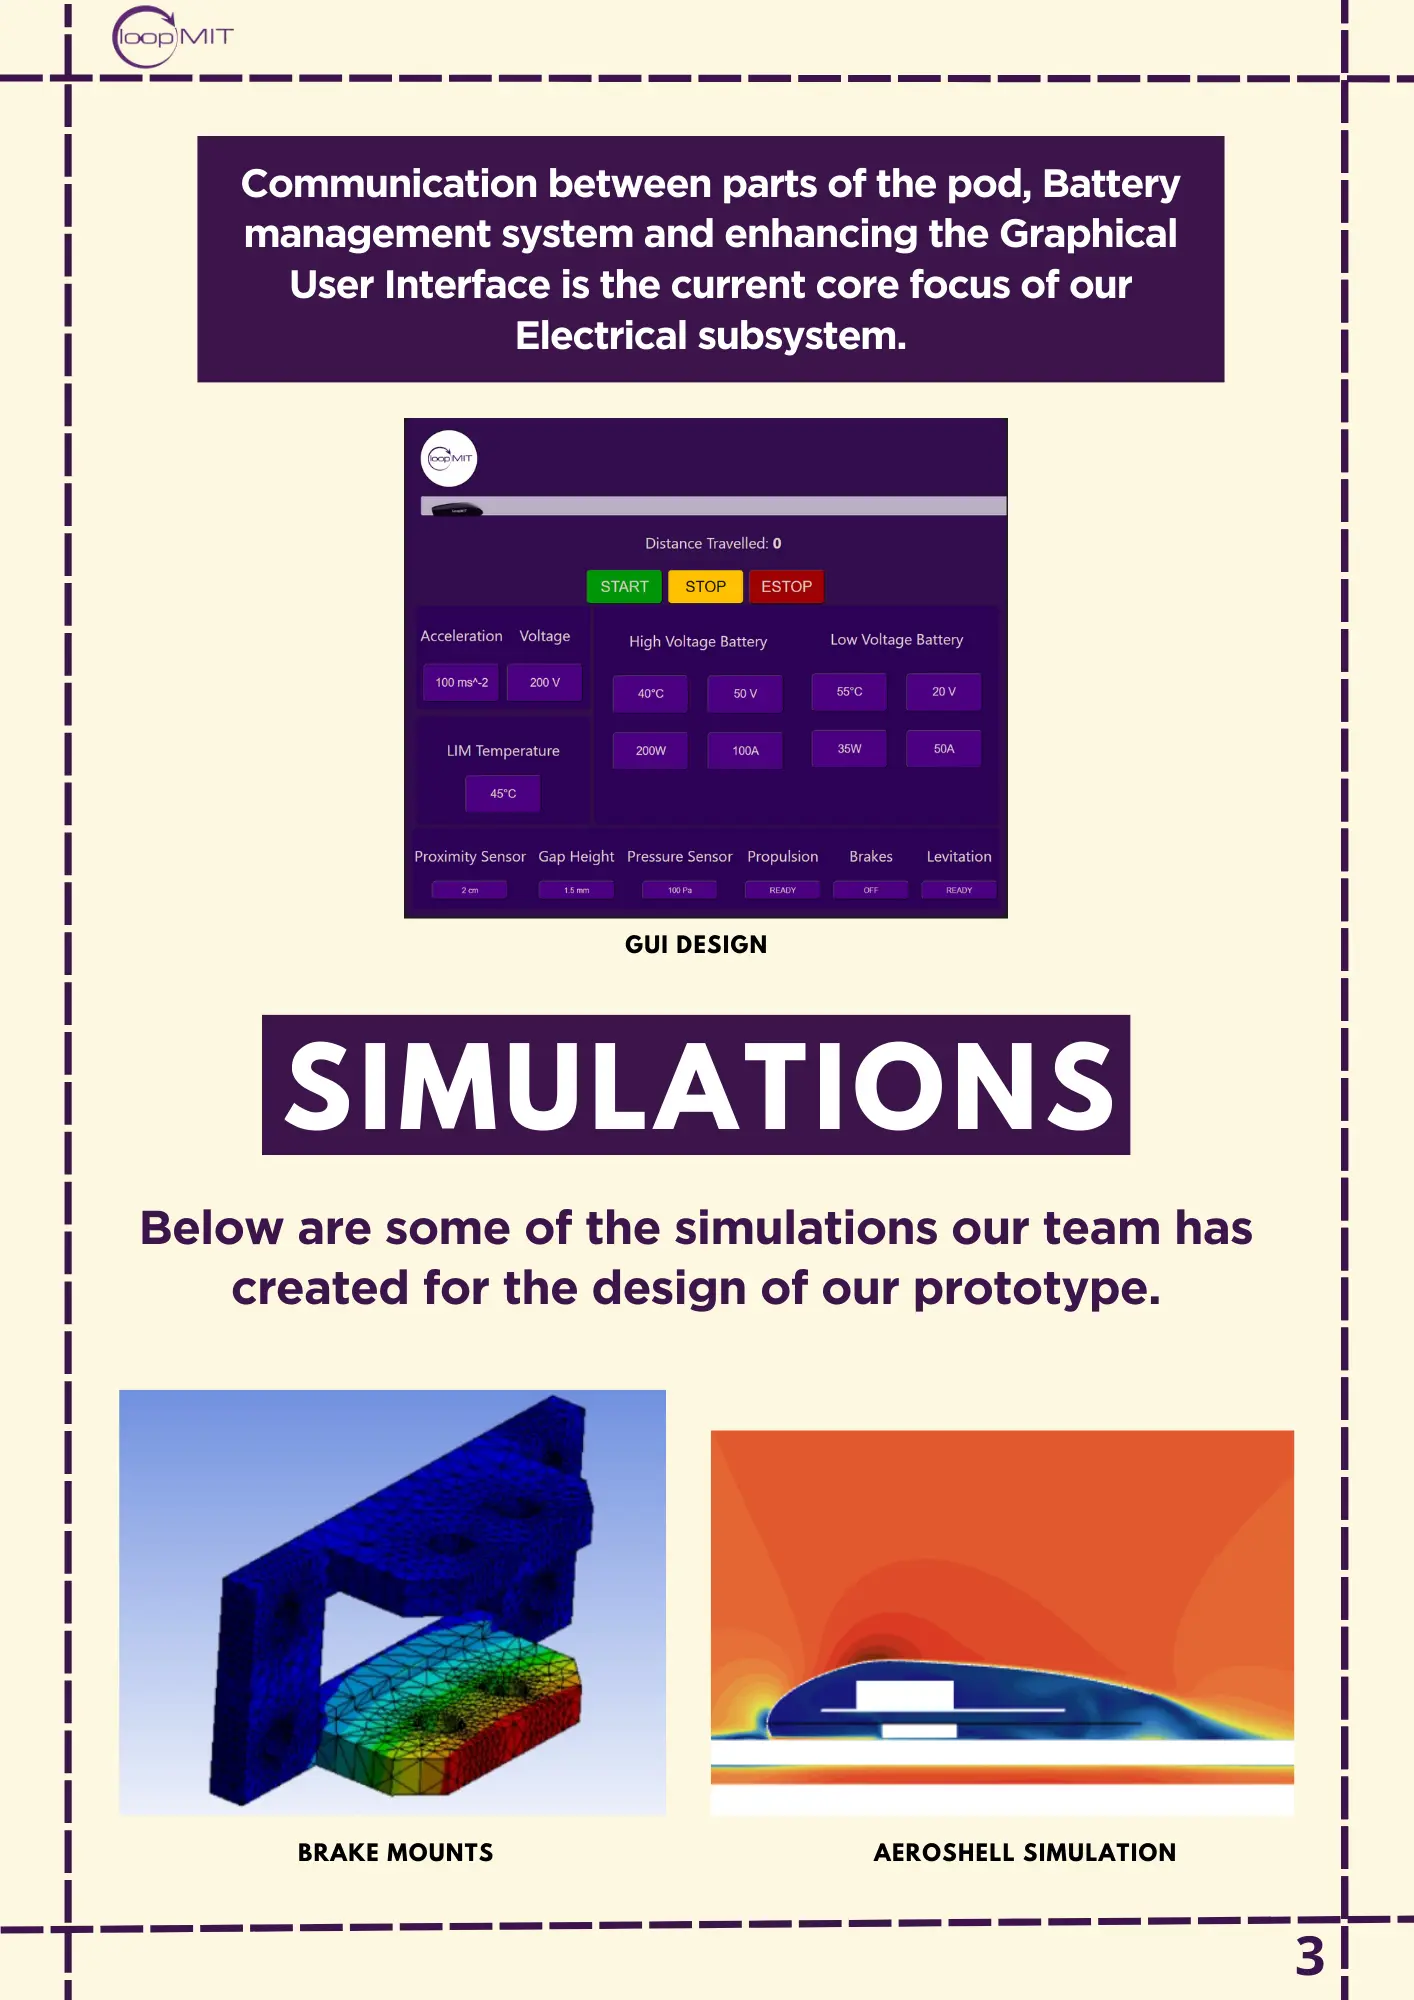 loop MIT
Communication between parts of the pod, Battery
management system and enhancing the Graphical
User Interface is the current core focus of our
Electrical subsystem.
loop MIT
Distance Travelled: 0
START STOP ESTOP
Acceleration Voltage
100 ms^-2 200 V
LIM Temperature
45°C
High Voltage Battery
40°C 50 V
200W 100A
Low Voltage Battery
55°C 20 V
35W 50A
Proximity Sensor Gap Height Pressure Sensor Propulsion Brakes Levitation
2 cm 1.5 mm 100 Pa READY OFF READY
GUI DESIGN
SIMULATIONS
Below are some of the simulations our team has
created for the design of our prototype.
BRAKE MOUNTS
AEROSHELL SIMULATION
3